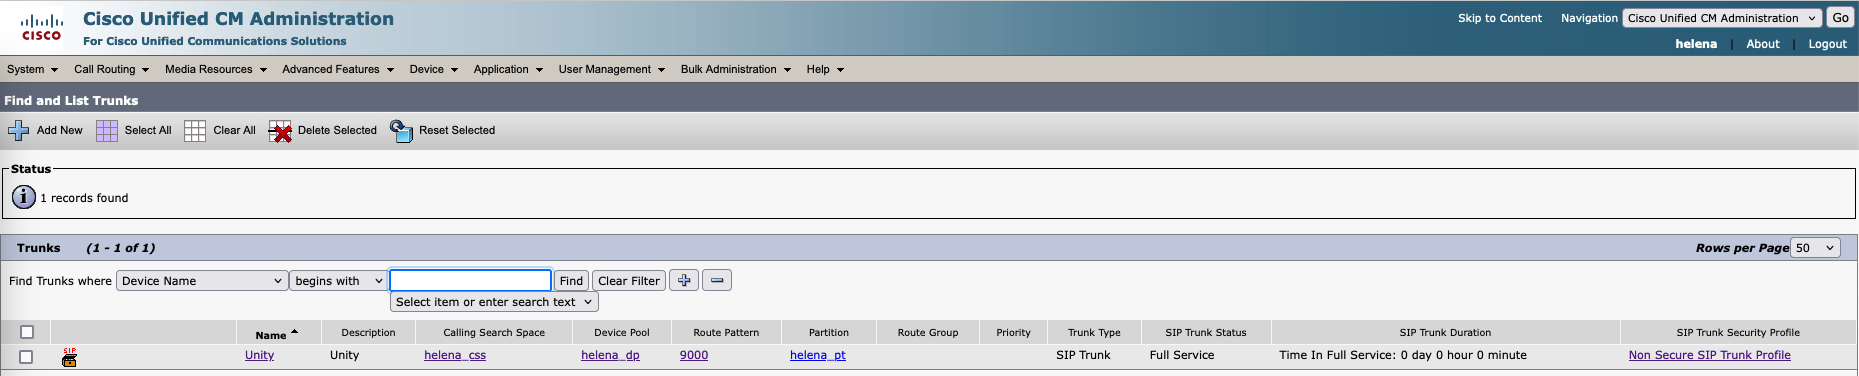 Cisco Unified CM Administration
For Cisco Unified Communications Solutions
CISCO
Skip to Content Navigation Cisco Unified CM Administration Go
helena | About | Logout
System Call Routing Media Resources Advanced Features Device Application User Management Bulk Administration Help
Find and List Trunks
Add New Select All Clear All Delete Selected Reset Selected
Status
i 1 records found
Trunks (1 - 1 of 1) Rows per Page 50
Find Trunks where Device Name begins with Find Clear Filter
Select item or enter search text
Name Description Calling Search Space Device Pool Route Pattern Partition Route Group Priority Trunk Type SIP Trunk Status SIP Trunk Duration SIP Trunk Security Profile
SIP Unity Unity helena_css helena_dp 9000 helena_pt SIP Trunk Full Service Time In Full Service: 0 day 0 hour 0 minute Non Secure SIP Trunk Profile